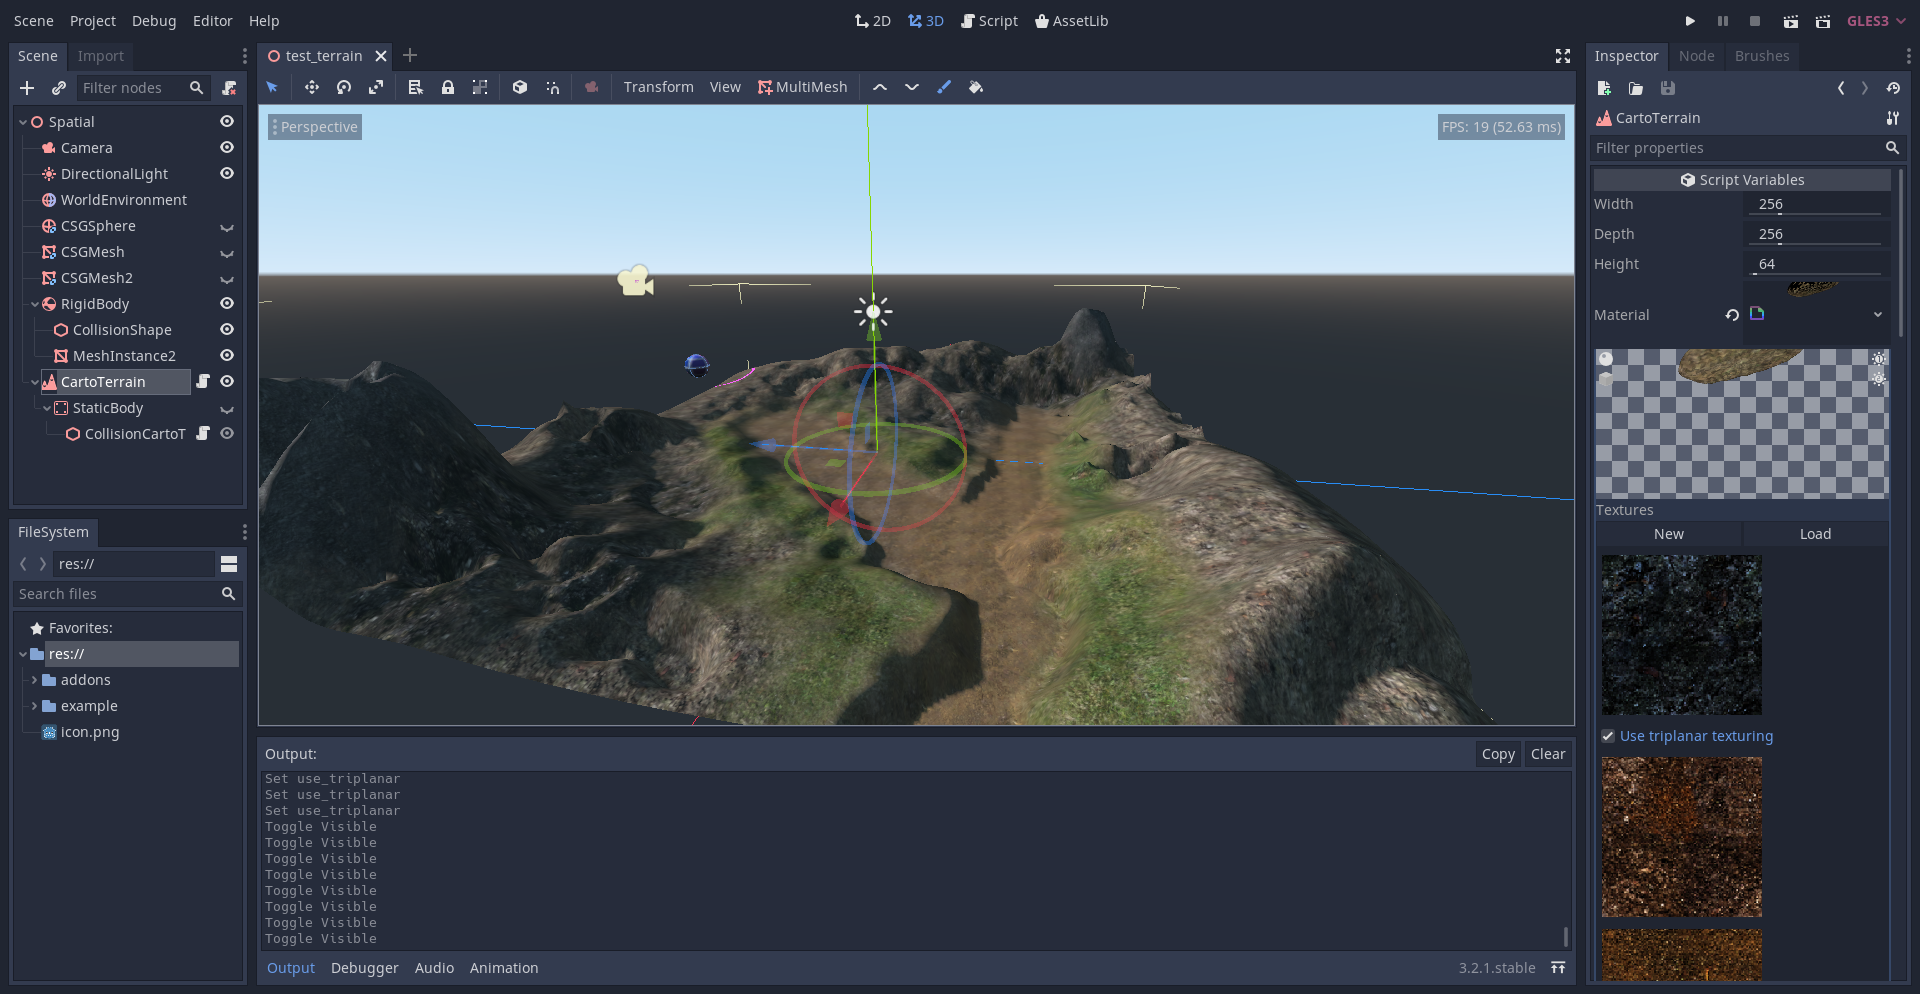 Scene Project Debug Editor Help
2D 3D Script AssetLib
GLES3
Scene Import
Filter nodes
Spatial
Camera
DirectionalLight
WorldEnvironment
CSGSphere
CSGMesh
CSGMesh2
RigidBody
CollisionShape
MeshInstance2
CartoTerrain
StaticBody
CollisionCartoT
FileSystem
res://
Search files
Favorites:
res://
addons
example
icon.png
test_terrain
Transform View MultiMesh
Perspective
FPS: 19 (52.63 ms)
Output:
Copy Clear
Set use_triplanar
Set use_triplanar
Set use_triplanar
Toggle Visible
Toggle Visible
Toggle Visible
Toggle Visible
Toggle Visible
Toggle Visible
Toggle Visible
Toggle Visible
Output Debugger Audio Animation
3.2.1.stable
Inspector Node Brushes
CartoTerrain
Filter properties
Script Variables
Width 256
Depth 256
Height 64
Material
Textures
New Load
Use triplanar texturing